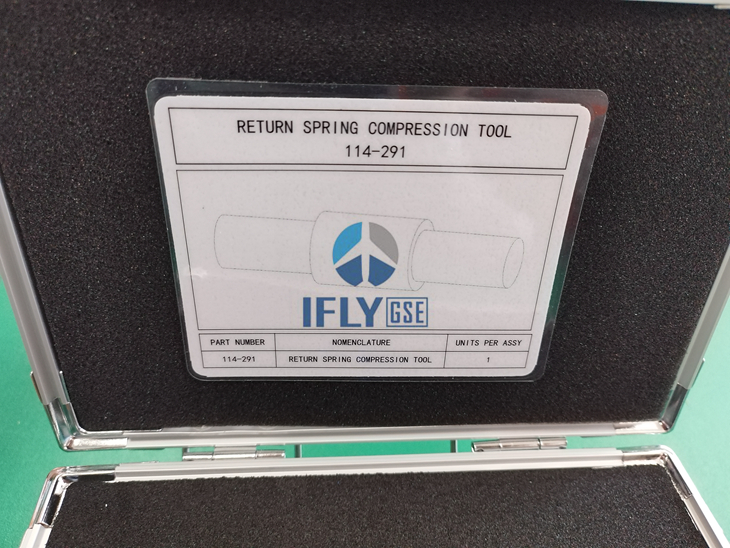 RETURN SPRING COMPRESSION TOOL
114-291
IFLY GSE
PART NUMBER NOMENCLATURE UNITS PER ASSY
114-291 RETURN SPRING COMPRESSION TOOL 1